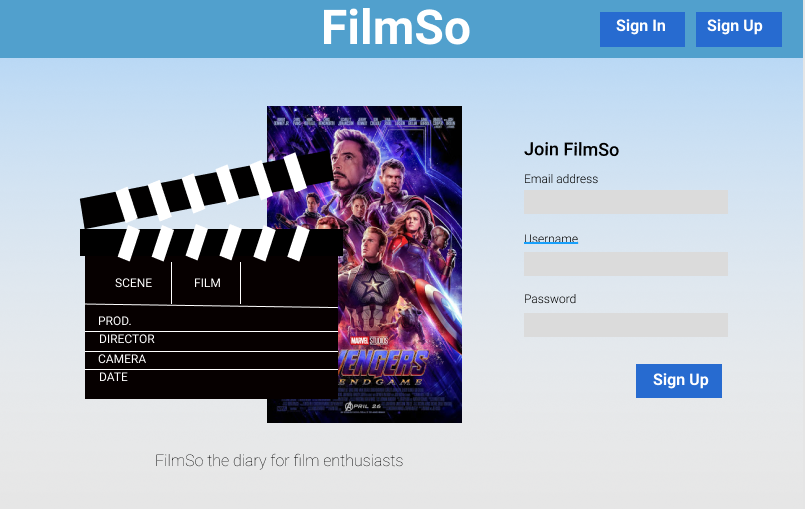 FilmSo
Sign In
Sign Up
Join FilmSo
Email address
Username
Password
Sign Up
SCENE
FILM
PROD.
DIRECTOR
CAMERA
DATE
MARVEL STUDIOS
VENGERS
ENDGAME
APRIL 26
FilmSo the diary for film enthusiasts